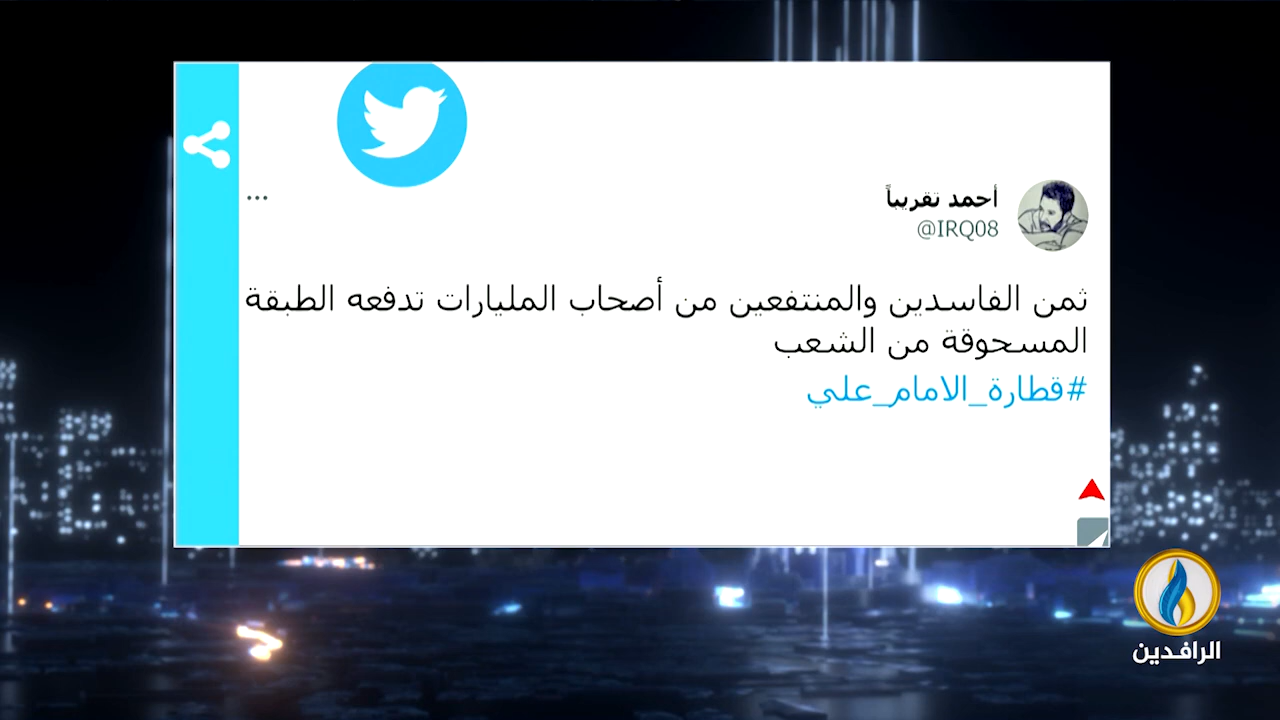 أحمد تقريباً
@IRQ08
ثمن الفاسدين والمنتفعين من أصحاب المليارات تدفعه الطبقة
المسحوقة من الشعب
#قطارة_الامام_علي
الرافدين